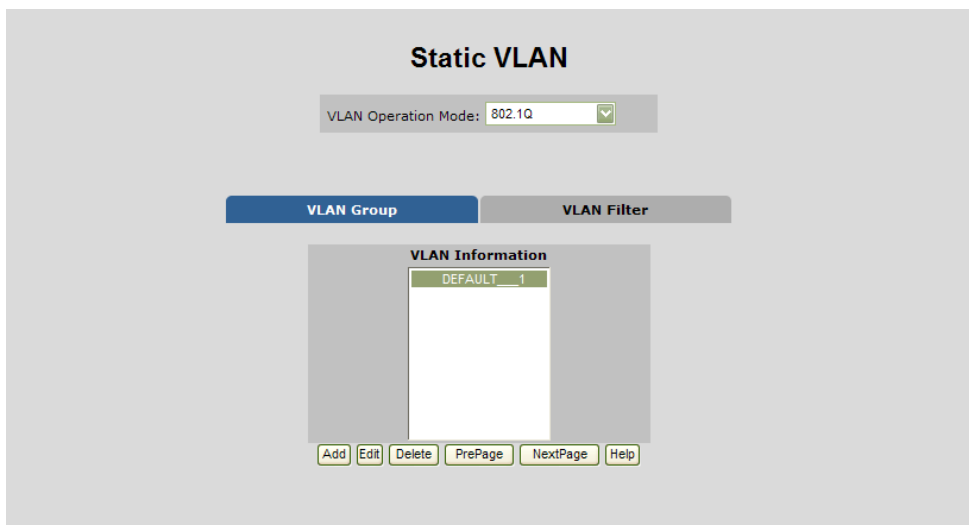 Static VLAN
VLAN Operation Mode: 802.1Q
VLAN Group VLAN Filter
VLAN Information
DEFAULT___1
Add Edit Delete PrePage NextPage Help